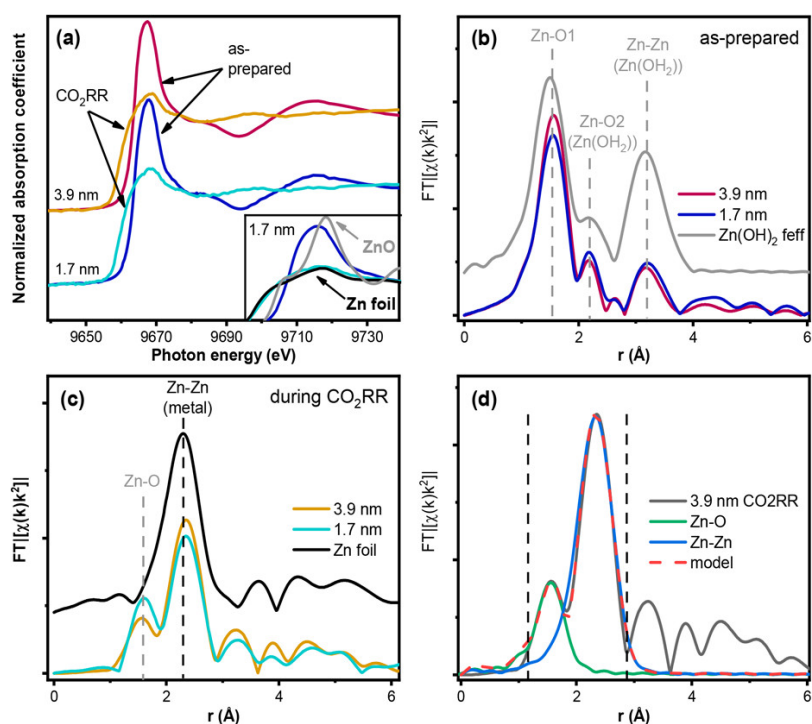 (a)
as-
prepared
CO2RR
3.9 nm
1.7 nm
1.7 nm
ZnO
Zn foil
Normalized absorption coefficient
9650
9670
9690
9710
9730
Photon energy (eV)
(b)
Zn-O1
Zn-Zn
(Zn(OH2))
as-prepared
Zn-O2
(Zn(OH2))
3.9 nm
1.7 nm
Zn(OH)2 feff
FT|[χ(k)k²]|
0
2
4
6
r (Å)
(c)
Zn-Zn
(metal)
during CO2RR
Zn-O
3.9 nm
1.7 nm
Zn foil
FT|[χ(k)k²]|
0
2
4
6
r (Å)
(d)
3.9 nm CO2RR
Zn-O
Zn-Zn
model
FT|[χ(k)k²]|
0
2
4
6
r (Å)